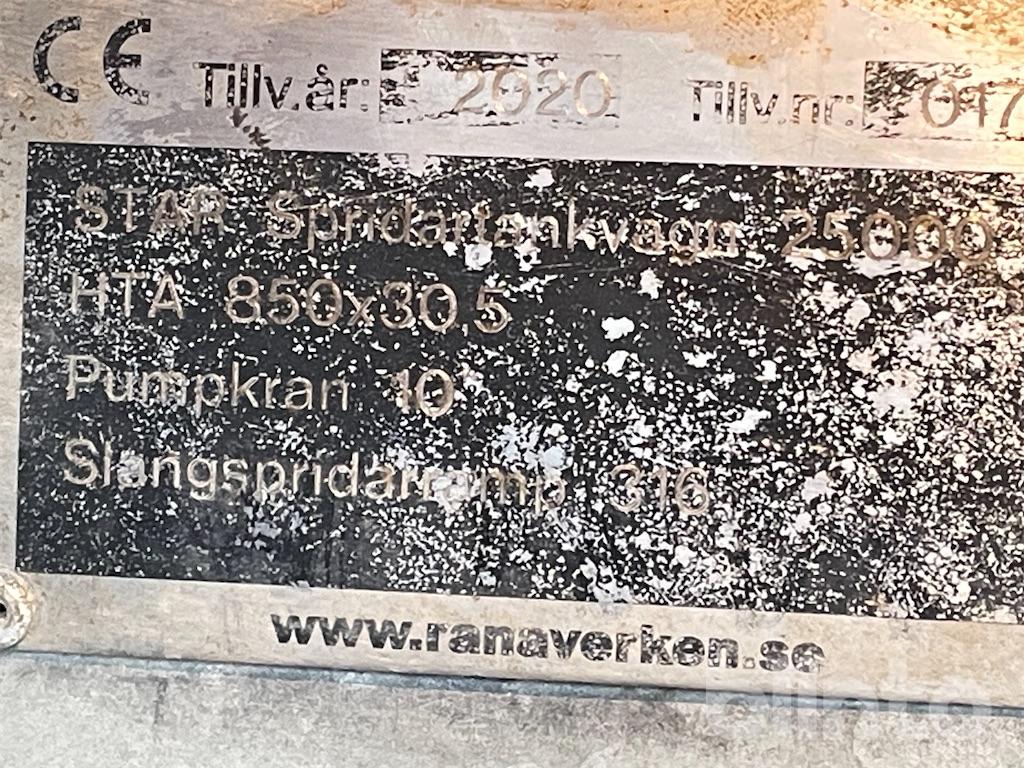 CE Tillv.år: 2020 Tillv.nr: 017
STAR Spridartankvagn 25000
HTA 850x30,5
Pumpkran 10"
Slangspridarramp 316
www.ranaverken.se
blinto